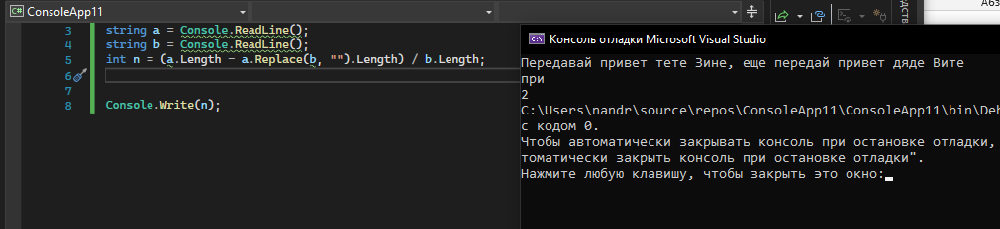 C# ConsoleApp11
3 string a = Console.ReadLine();
4 string b = Console.ReadLine();
5 int n = (a.Length - a.Replace(b, "").Length) / b.Length;
6
7
8 Console.Write(n);
Консоль отладки Microsoft Visual Studio
Передавай привет тете Зине, еще передай привет дяде Вите
при
2
C:\Users\nandr\source\repos\ConsoleApp11\ConsoleApp11\bin\Deb
с кодом 0.
Чтобы автоматически закрывать консоль при остановке отладки,
томатически закрыть консоль при остановке отладки".
Нажмите любую клавишу, чтобы закрыть это окно: